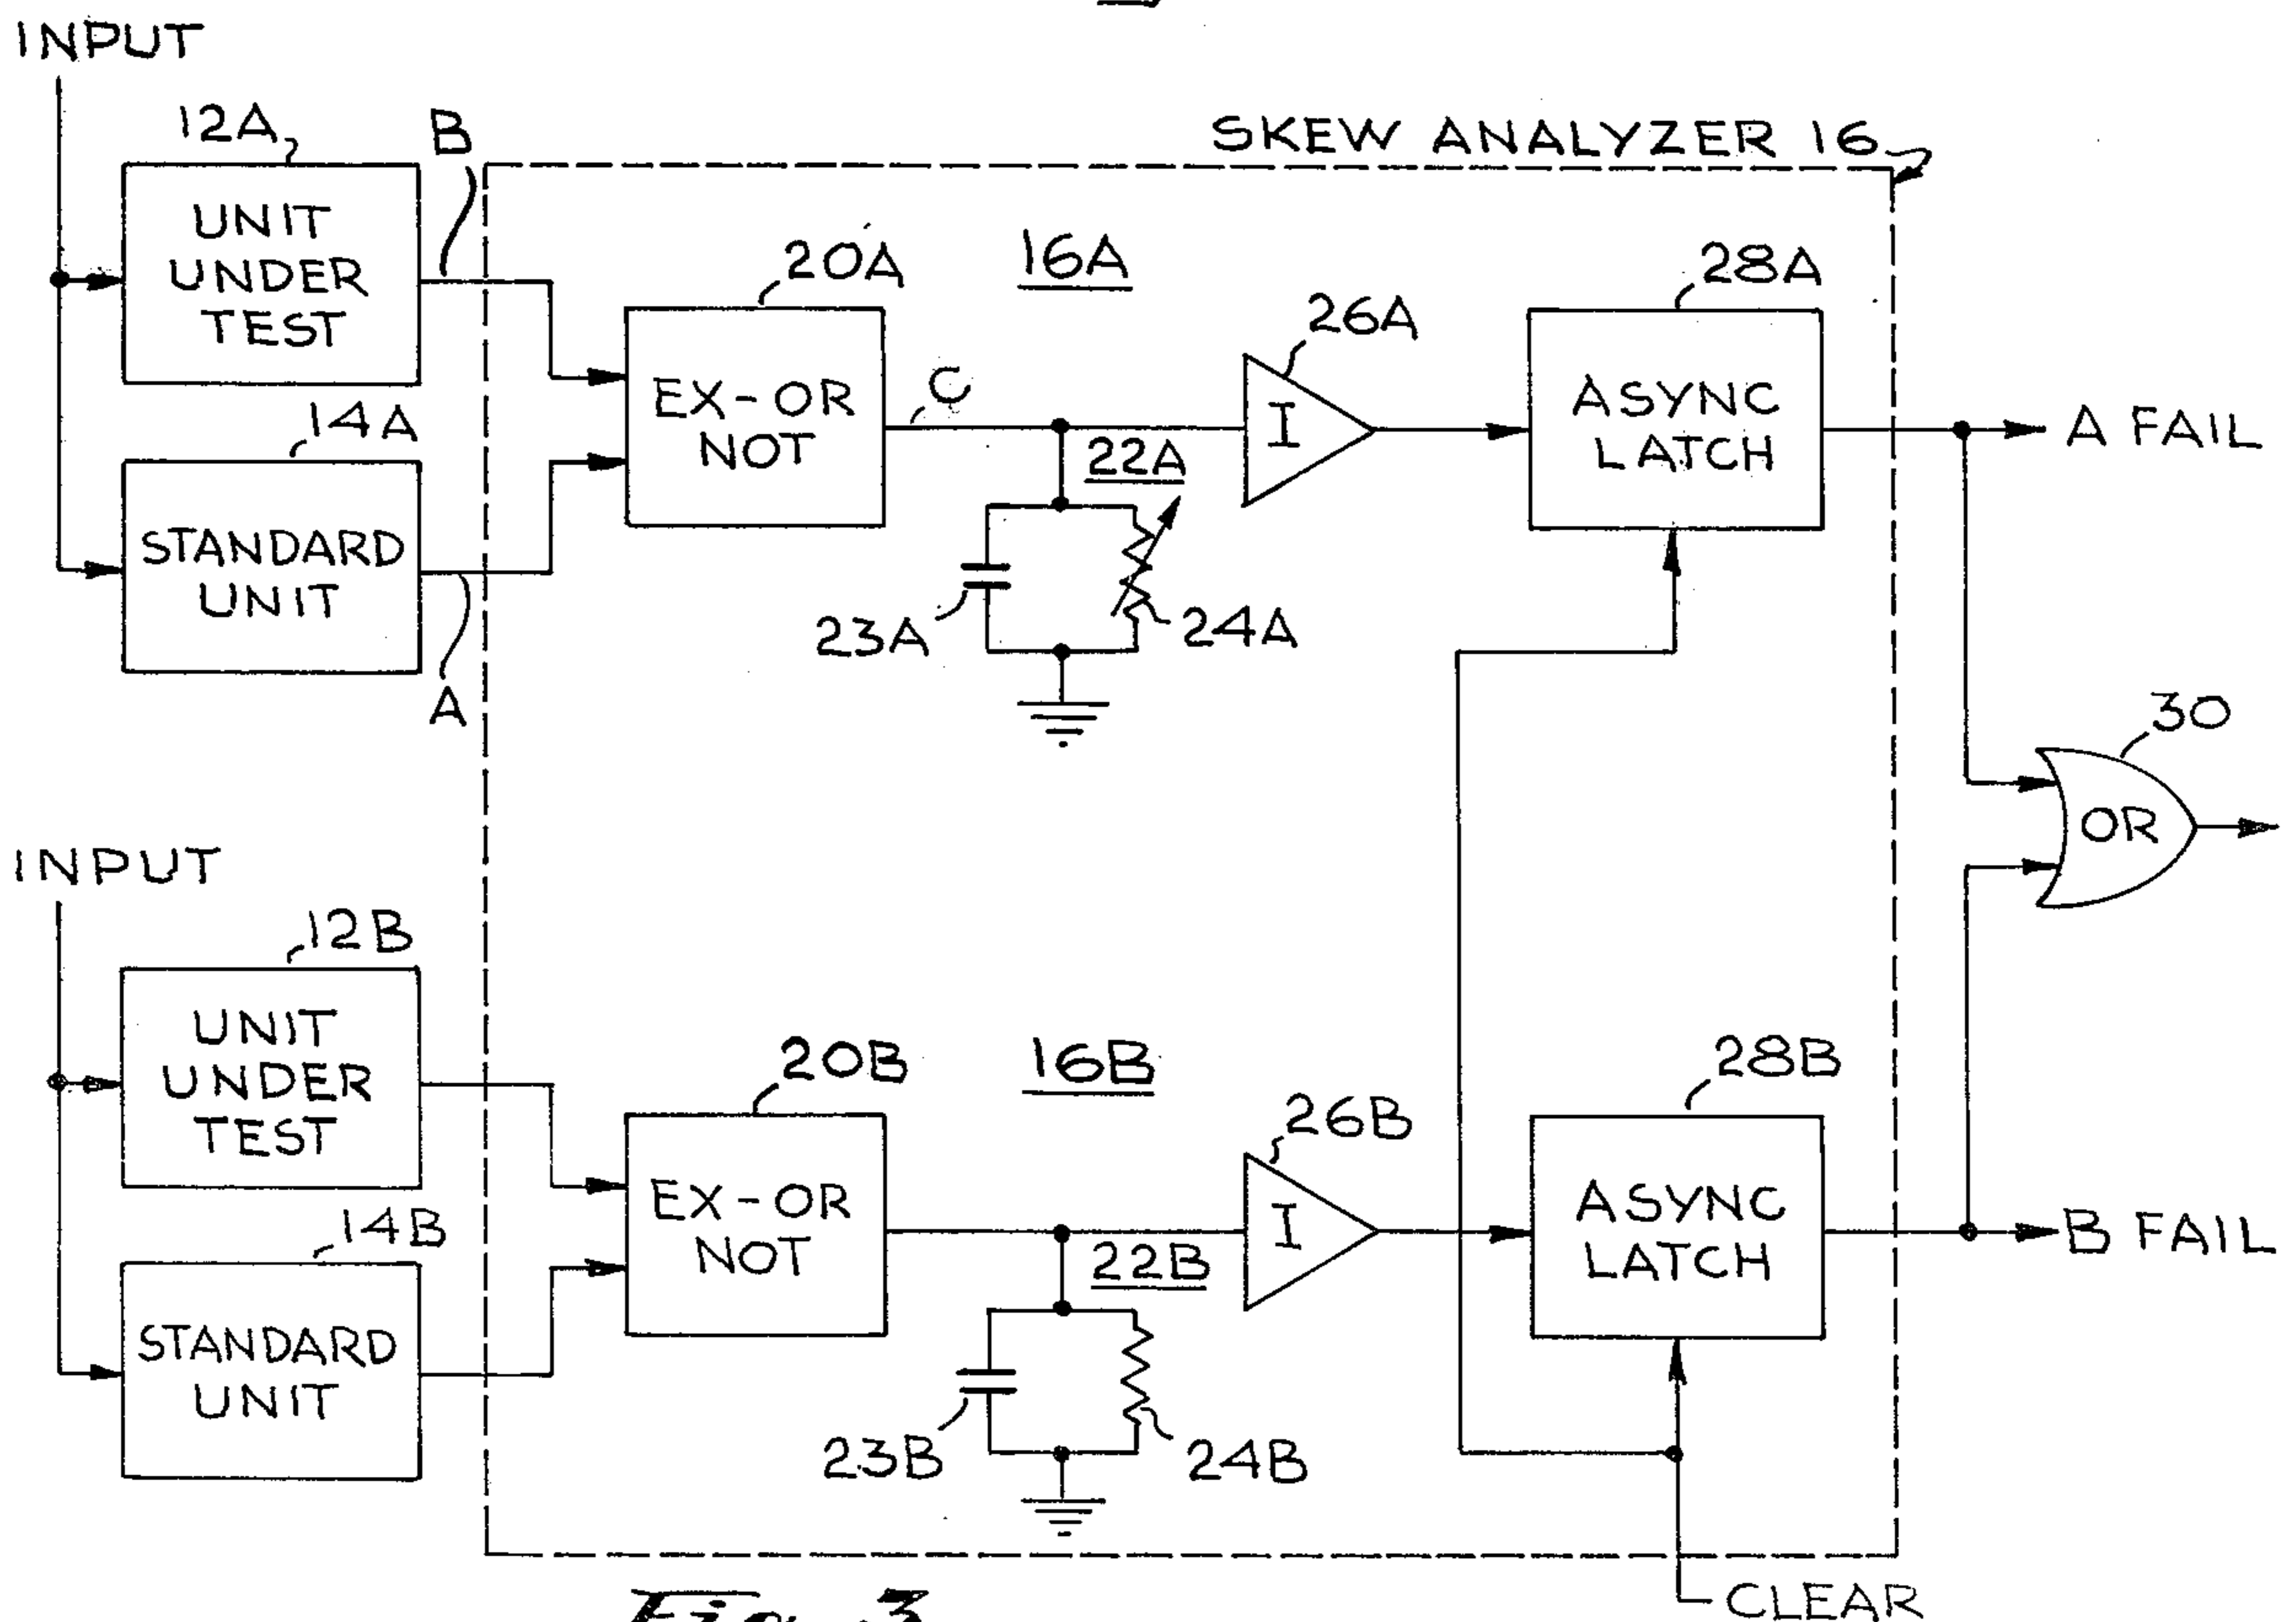 INPUT
12A
B
SKEW ANALYZER 16
UNIT
UNDER
TEST
20A
16A
28A
26A
14A
EX-OR
NOT
C
I
ASYNC
LATCH
A FAIL
22A
STANDARD
UNIT
23A
24A
A
30
OR
INPUT
12B
UNIT
UNDER
TEST
20B
16B
28B
26B
14B
EX-OR
NOT
I
ASYNC
LATCH
B FAIL
22B
STANDARD
UNIT
23B
24B
CLEAR
Fig. 3